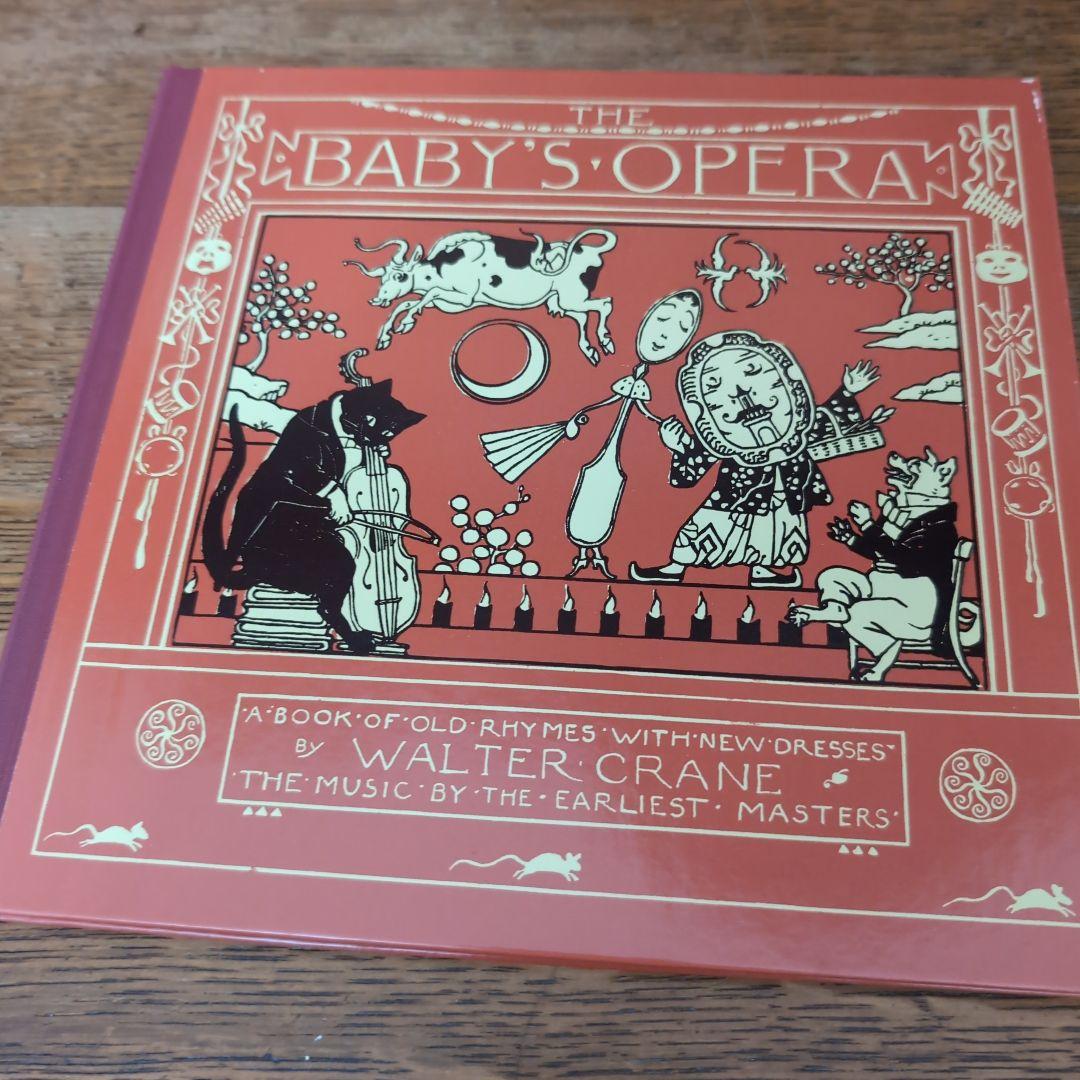 THE
BABY'S·OPERA
·A·BOOK·OF·OLD·RHYMES·WITH·NEW·DRESSES·
BY WALTER·CRANE
·THE·MUSIC·BY·THE·EARLIEST·MASTERS·